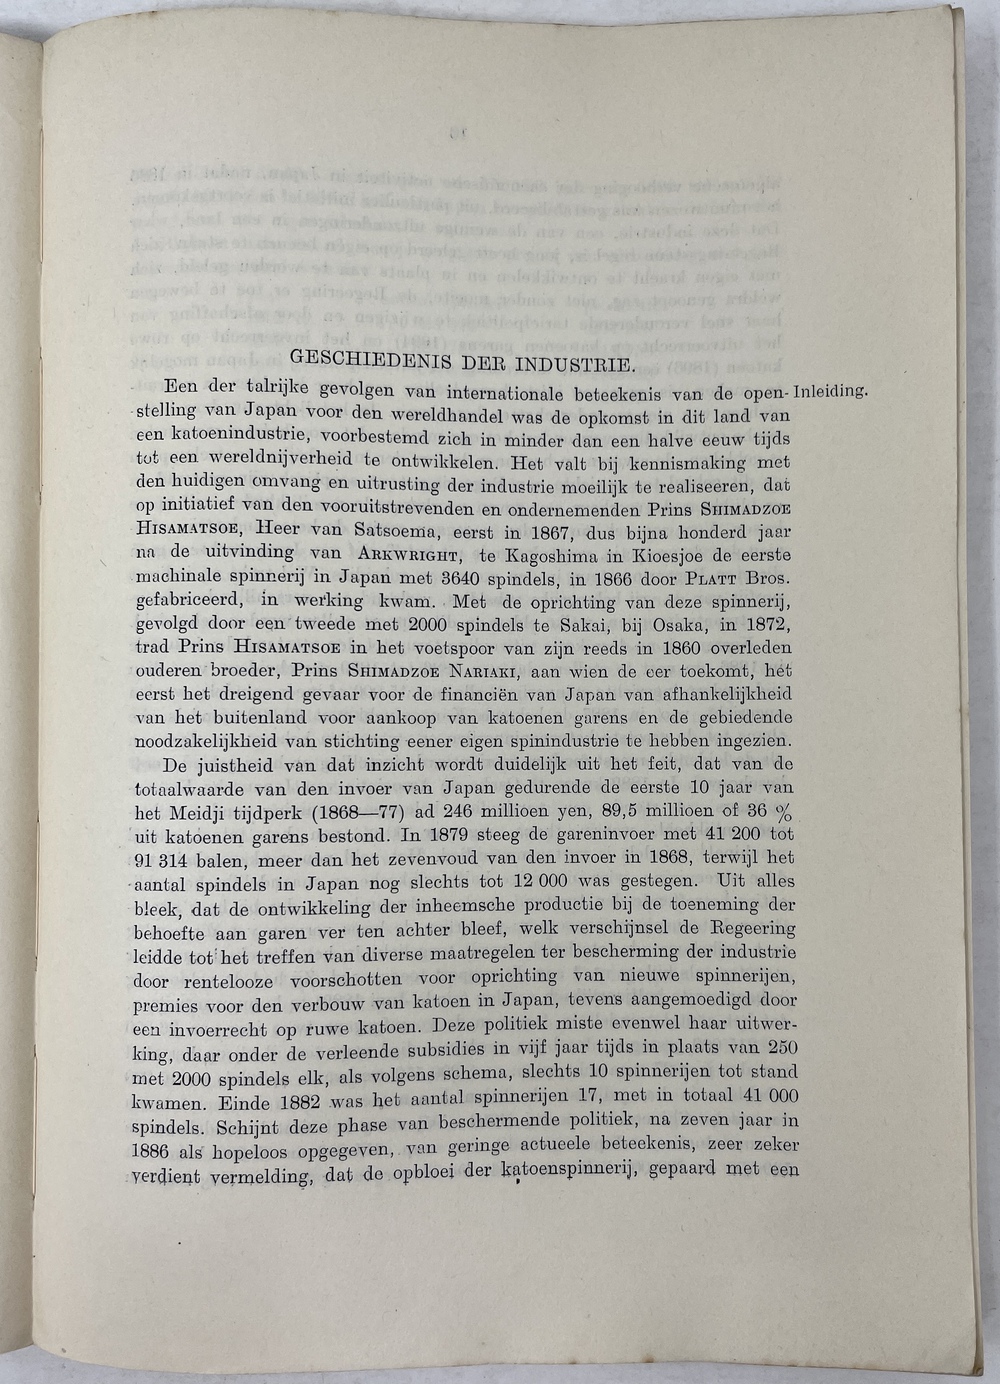 GESCHIEDENIS DER INDUSTRIE.
Een der talrijke gevolgen van internationale beteekenis van de open- Inleiding.
stelling van Japan voor den wereldhandel was de opkomst in dit land van
een katoenindustrie, voorbestemd zich in minder dan een halve eeuw tijds
tot een wereldnijverheid te ontwikkelen. Het valt bij kennismaking met
den huidigen omvang en uitrusting der industrie moeilijk te realiseeren, dat
op initiatief van den vooruitstrevenden en ondernemenden Prins SHIMADZOE
HISAMATSOE, Heer van Satsoema, eerst in 1867, dus bijna honderd jaar
na de uitvinding van ARKWRIGHT, te Kagoshima in Kioesjoe de eerste
machinale spinnerij in Japan met 3640 spindels, in 1866 door PLATT Bros.
gefabriceerd, in werking kwam. Met de oprichting van deze spinnerij,
gevolgd door een tweede met 2000 spindels te Sakai, bij Osaka, in 1872,
trad Prins HISAMATSOE in het voetspoor van zijn reeds in 1860 overleden
ouderen broeder, Prins SHIMADZOE NARIAKI, aan wien de eer toekomt, het
eerst het dreigend gevaar voor de financiën van Japan van afhankelijkheid
van het buitenland voor aankoop van katoenen garens en de gebiedende
noodzakelijkheid van stichting eener eigen spinindustrie te hebben ingezien.
De juistheid van dat inzicht wordt duidelijk uit het feit, dat van de
totaalwaarde van den invoer van Japan gedurende de eerste 10 jaar van
het Meidji tijdperk (1868—77) ad 246 millioen yen, 89,5 millioen of 36 %
uit katoenen garens bestond. In 1879 steeg de gareninvoer met 41 200 tot
91 314 balen, meer dan het zevenvoud van den invoer in 1868, terwijl het
aantal spindels in Japan nog slechts tot 12 000 was gestegen. Uit alles
bleek, dat de ontwikkeling der inheemsche productie bij de toeneming der
behoefte aan garen ver ten achter bleef, welk verschijnsel de Regeering
leidde tot het treffen van diverse maatregelen ter bescherming der industrie
door rentelooze voorschotten voor oprichting van nieuwe spinnerijen,
premies voor den verbouw van katoen in Japan, tevens aangemoedigd door
een invoerrecht op ruwe katoen. Deze politiek miste evenwel haar uitwer-
king, daar onder de verleende subsidies in vijf jaar tijds in plaats van 250
met 2000 spindels elk, als volgens schema, slechts 10 spinnerijen tot stand
kwamen. Einde 1882 was het aantal spinnerijen 17, met in totaal 41 000
spindels. Schijnt deze phase van beschermende politiek, na zeven jaar in
1886 als hopeloos opgegeven, van geringe actueele beteekenis, zeer zeker
verdient vermelding, dat de opbloei der katoenspinnerij, gepaard met een